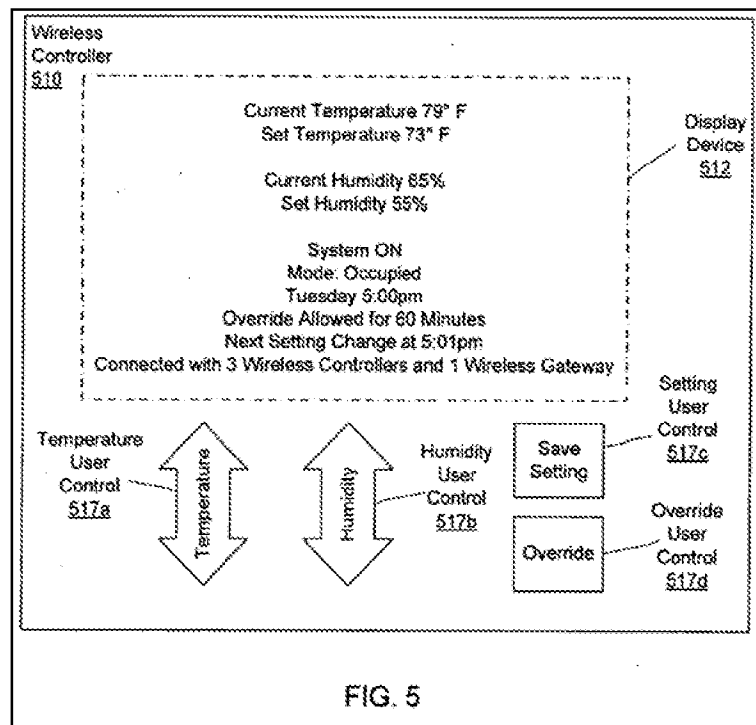 Wireless
Controller
510
Current Temperature 79° F
Set Temperature 73° F
Current Humidity 65%
Set Humidity 55%
System ON
Mode: Occupied
Tuesday 5:00pm
Override Allowed for 60 Minutes
Next Setting Change at 5:01pm
Connected with 3 Wireless Controllers and 1 Wireless Gateway
Display
Device
512
Temperature
User
Control
517a
Temperature
Humidity
Humidity
User
Control
517b
Save
Setting
Setting
User
Control
517c
Override
Override
User
Control
517d
FIG. 5